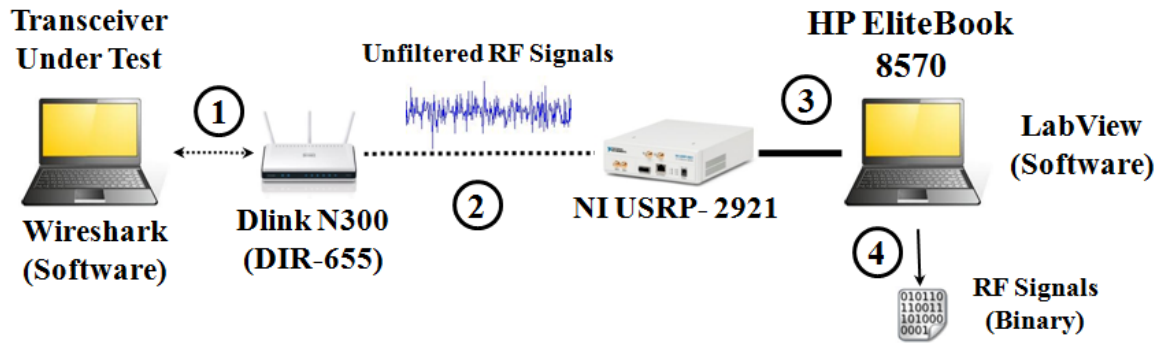 Transceiver
Under Test
1
Wireshark
(Software)
Dlink N300
(DIR-655)
Unfiltered RF Signals
2
NI USRP- 2921
3
HP EliteBook
8570
LabView
(Software)
4
010110
110011
101000
0001
RF Signals
(Binary)